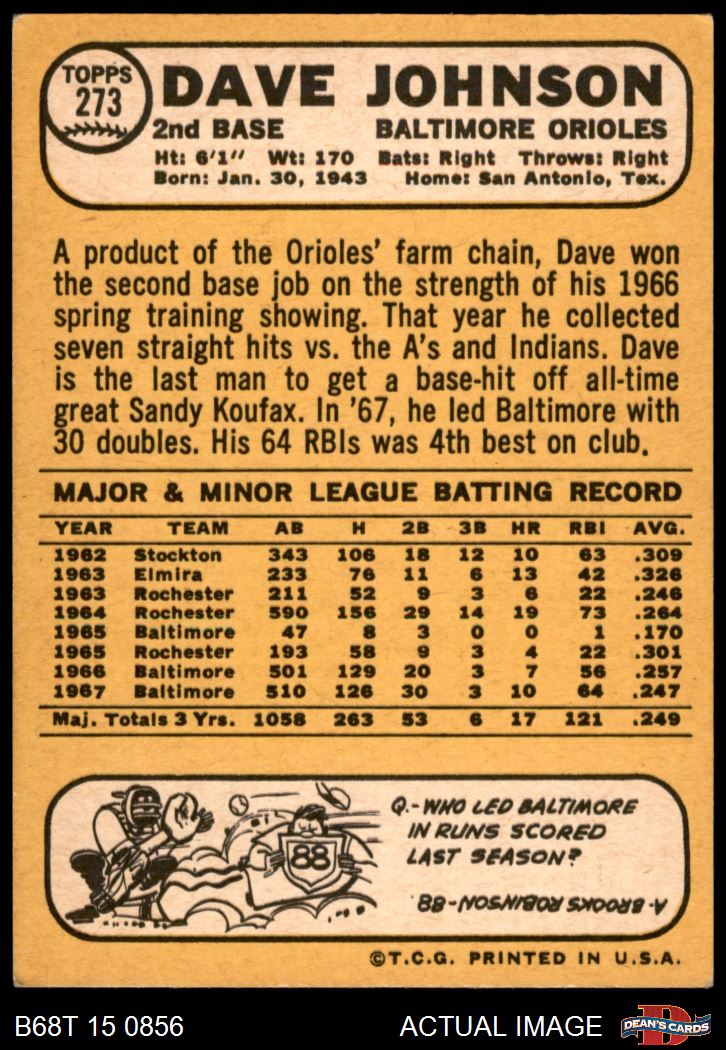 TOPPS
273
DAVE JOHNSON
2nd BASE BALTIMORE ORIOLES
Ht: 6'1" Wt: 170 Bats: Right Throws: Right
Born: Jan. 30, 1943 Home: San Antonio, Tex.
A product of the Orioles' farm chain, Dave won
the second base job on the strength of his 1966
spring training showing. That year he collected
seven straight hits vs. the A's and Indians. Dave
is the last man to get a base-hit off all-time
great Sandy Koufax. In '67, he led Baltimore with
30 doubles. His 64 RBIs was 4th best on club.
MAJOR & MINOR LEAGUE BATTING RECORD
YEAR TEAM AB H 2B 3B HR RBI AVG.
1962 Stockton 343 106 18 12 10 63 .309
1963 Elmira 233 76 11 6 13 42 .326
1963 Rochester 211 52 9 3 6 22 .246
1964 Rochester 590 156 29 14 19 73 .264
1965 Baltimore 47 8 3 0 0 1 .170
1965 Rochester 193 58 9 3 4 22 .301
1966 Baltimore 501 129 20 3 7 56 .257
1967 Baltimore 510 126 30 3 10 64 .247
Maj. Totals 3 Yrs. 1058 263 53 6 17 121 .249
88
Q.-WHO LED BALTIMORE
IN RUNS SCORED
LAST SEASON?
A-BROOKS ROBINSON-88
©T.C.G. PRINTED IN U.S.A.
B68T 15 0856 ACTUAL IMAGE
D
DEAN'S CARDS